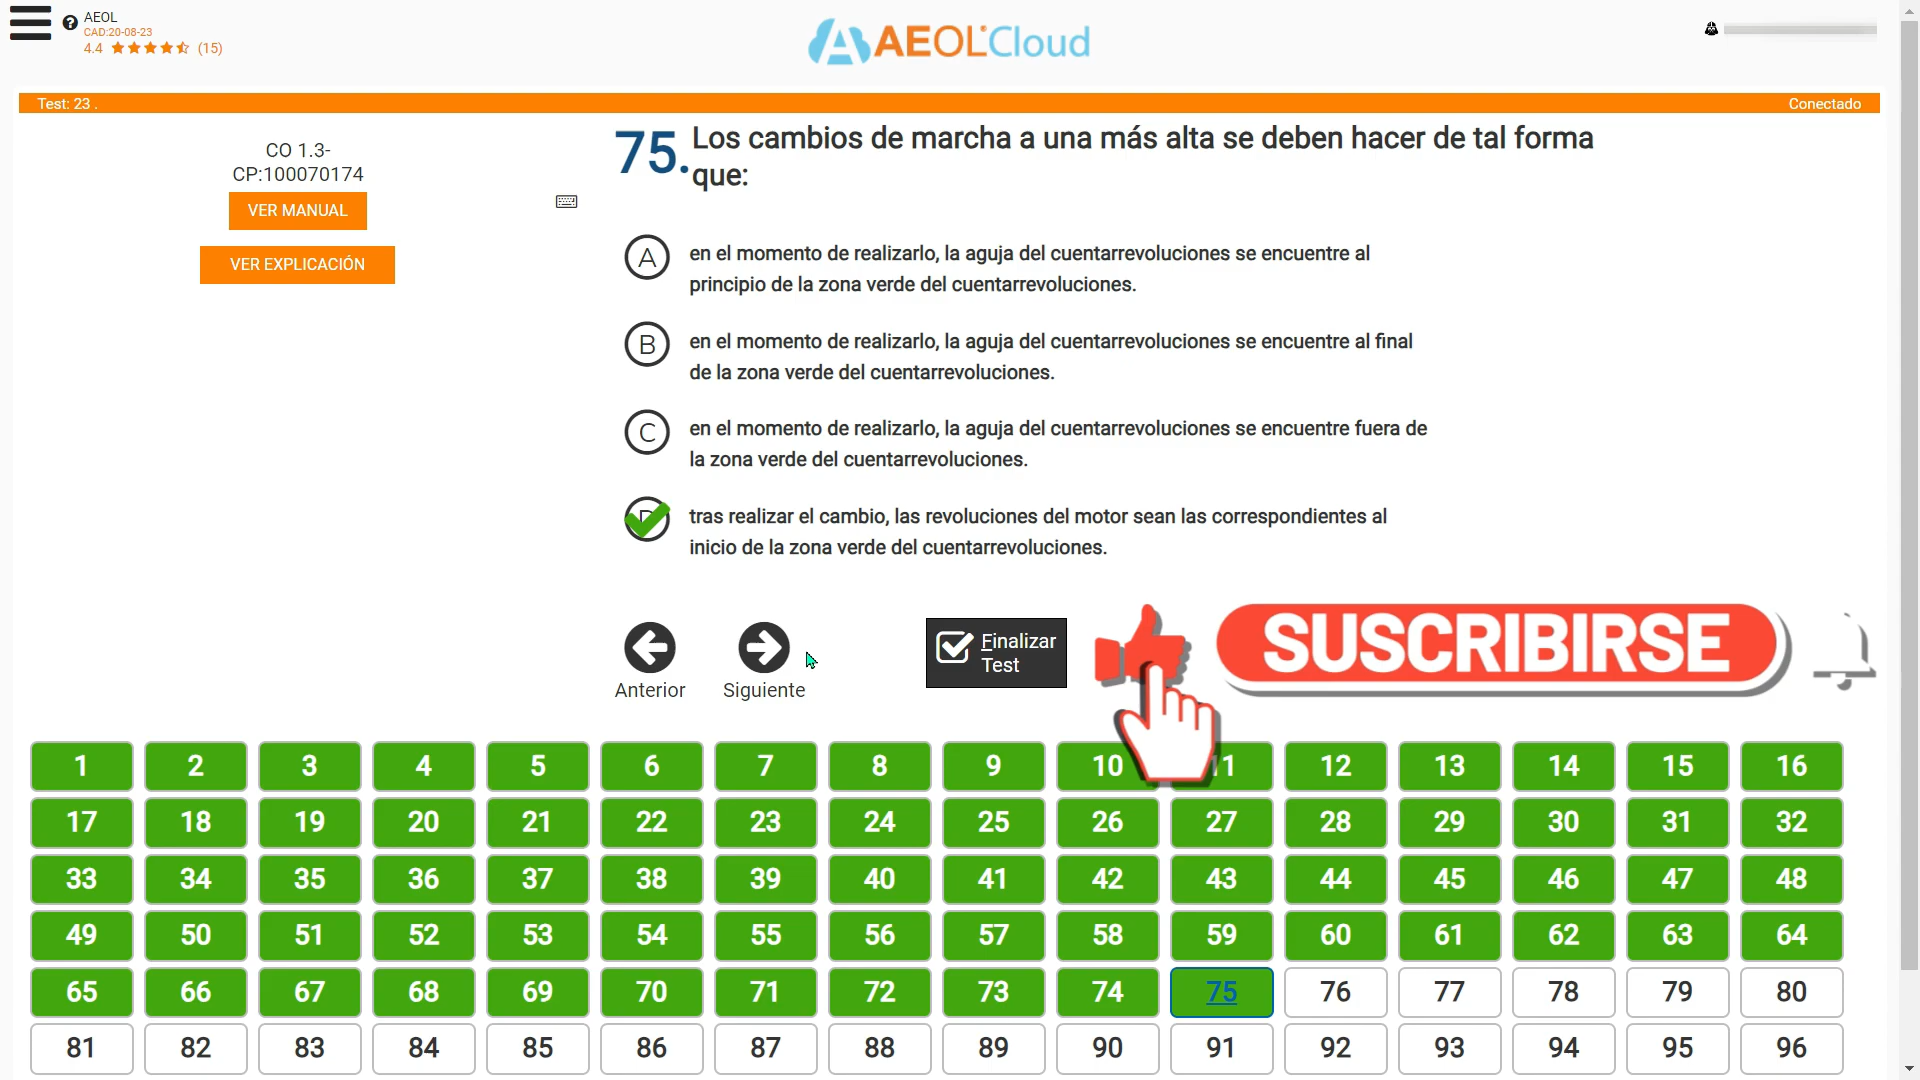 AEOL
CAD:20-08-23
4.4 (15)
AEOLCloud
Test: 23 .
Conectado
CO 1.3-
CP:100070174
VER MANUAL
VER EXPLICACIÓN
75. Los cambios de marcha a una más alta se deben hacer de tal forma
que:
A en el momento de realizarlo, la aguja del cuentarrevoluciones se encuentre al
principio de la zona verde del cuentarrevoluciones.
B en el momento de realizarlo, la aguja del cuentarrevoluciones se encuentre al final
de la zona verde del cuentarrevoluciones.
C en el momento de realizarlo, la aguja del cuentarrevoluciones se encuentre fuera de
la zona verde del cuentarrevoluciones.
D tras realizar el cambio, las revoluciones del motor sean las correspondientes al
inicio de la zona verde del cuentarrevoluciones.
Anterior
Siguiente
Finalizar
Test
SUSCRIBIRSE
1 2 3 4 5 6 7 8 9 10 11 12 13 14 15 16
17 18 19 20 21 22 23 24 25 26 27 28 29 30 31 32
33 34 35 36 37 38 39 40 41 42 43 44 45 46 47 48
49 50 51 52 53 54 55 56 57 58 59 60 61 62 63 64
65 66 67 68 69 70 71 72 73 74 75 76 77 78 79 80
81 82 83 84 85 86 87 88 89 90 91 92 93 94 95 96